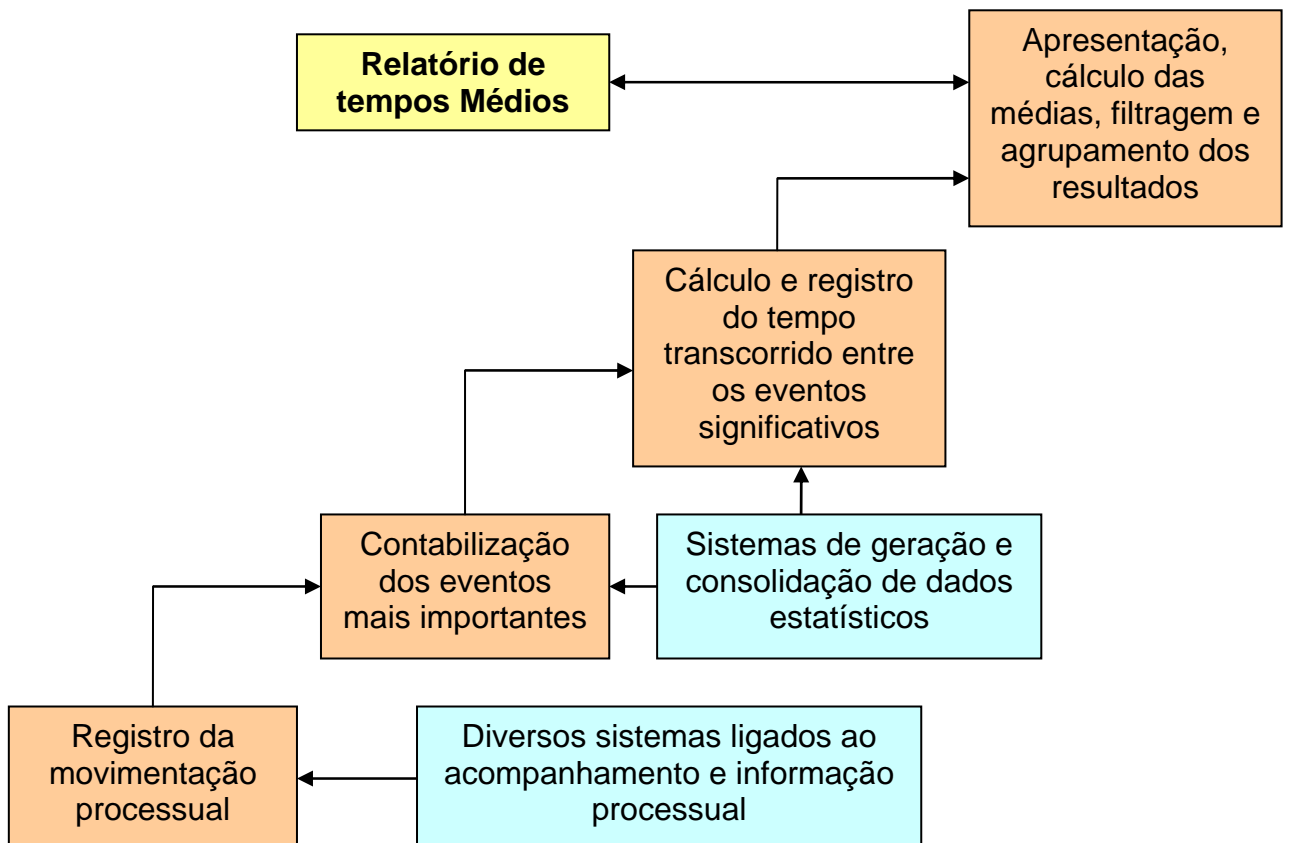 Relatório de
tempos Médios
Apresentação,
cálculo das
médias, filtragem e
agrupamento dos
resultados
Cálculo e registro
do tempo
transcorrido entre
os eventos
significativos
Contabilização
dos eventos
mais importantes
Sistemas de geração e
consolidação de dados
estatísticos
Registro da
movimentação
processual
Diversos sistemas ligados ao
acompanhamento e informação
processual